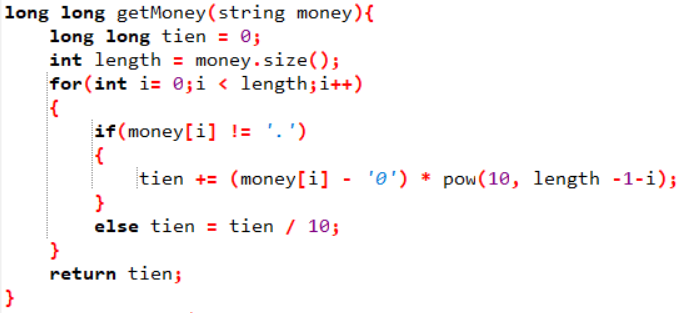 long long getMoney(string money){
    long long tien = 0;
    int length = money.size();
    for(int i= 0;i < length;i++)
    {
        if(money[i] != '.')
        {
            tien += (money[i] - '0') * pow(10, length -1-i);
        }
        else tien = tien / 10;
    }
    return tien;
}